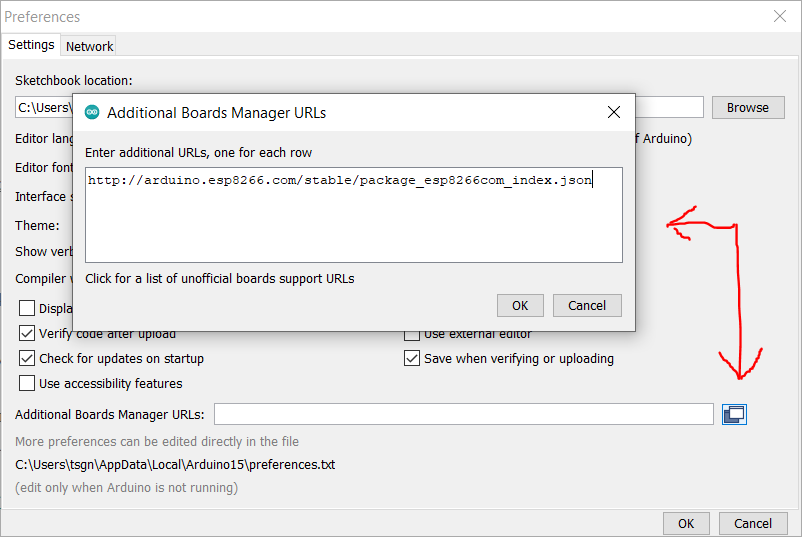 Preferences
Settings Network
Sketchbook location:
C:\Users\ Browse
Additional Boards Manager URLs
Editor lang f Arduino)
Enter additional URLs, one for each row
Editor font
http://arduino.esp8266.com/stable/package_esp8266com_index.json
Interface s
Theme:
Show verb
Click for a list of unofficial boards support URLs
Compiler w
OK Cancel
Displa
Verify code after upload Use external editor
Check for updates on startup Save when verifying or uploading
Use accessibility features
Additional Boards Manager URLs:
More preferences can be edited directly in the file
C:\Users\tsgn\AppData\Local\Arduino15\preferences.txt
(edit only when Arduino is not running)
OK Cancel